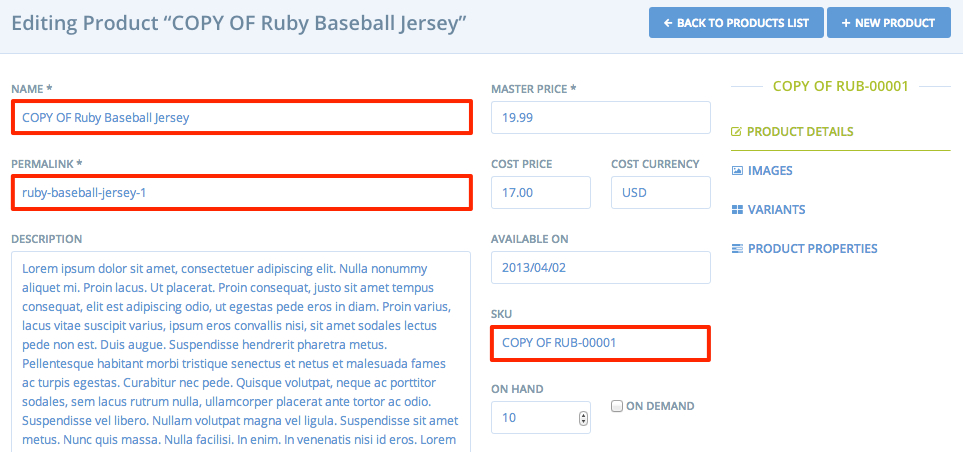 Editing Product “COPY OF Ruby Baseball Jersey”
BACK TO PRODUCTS LIST
NEW PRODUCT
NAME *
COPY OF Ruby Baseball Jersey
PERMALINK *
ruby-baseball-jersey-1
DESCRIPTION
Lorem ipsum dolor sit amet, consectetuer adipiscing elit. Nulla nonummy
aliquet mi. Proin lacus. Ut placerat. Proin consequat, justo sit amet tempus
consequat, elit est adipiscing odio, ut egestas pede eros in diam. Proin varius,
lacus vitae suscipit varius, ipsum eros convallis nisi, sit amet sodales lectus
pede non est. Duis augue. Suspendisse hendrerit pharetra metus.
Pellentesque habitant morbi tristique senectus et netus et malesuada fames
ac turpis egestas. Curabitur nec pede. Quisque volutpat, neque ac porttitor
sodales, sem lacus rutrum nulla, ullamcorper placerat ante tortor ac odio.
Suspendisse vel libero. Nullam volutpat magna vel ligula. Suspendisse sit amet
metus. Nunc quis massa. Nulla facilisi. In enim. In venenatis nisi id eros. Lorem
MASTER PRICE *
19.99
COST PRICE
17.00
COST CURRENCY
USD
AVAILABLE ON
2013/04/02
SKU
COPY OF RUB-00001
ON HAND
10
ON DEMAND
COPY OF RUB-00001
PRODUCT DETAILS
IMAGES
VARIANTS
PRODUCT PROPERTIES